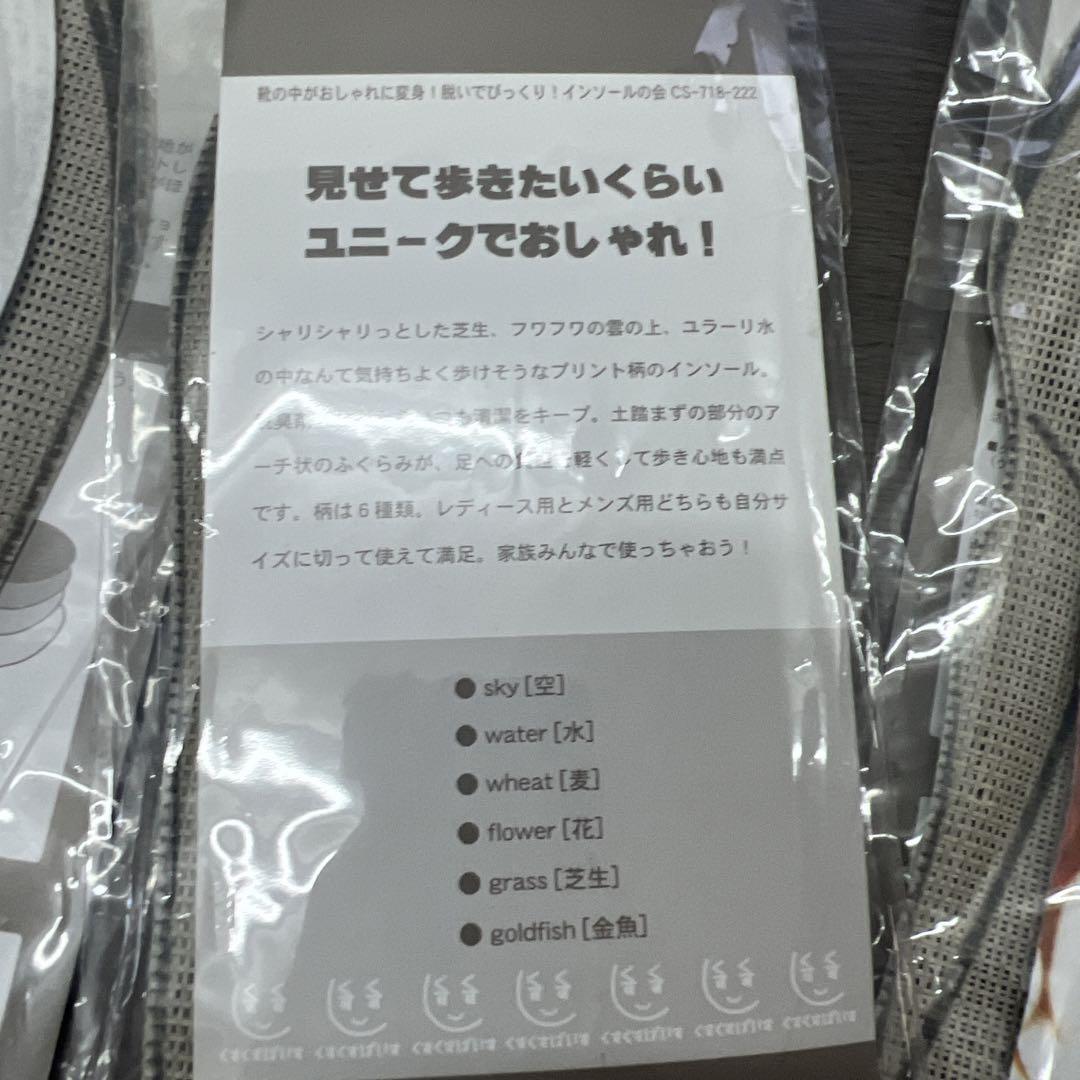 靴の中がおしゃれに変身！脱いでびっくり！インソールの会 CS-718-222
見せて歩きたいくらい
ユニークでおしゃれ！
シャリシャリっとした芝生、フワフワの雲の上、ユラーリ水
の中なんて気持ちよく歩けそうなプリント柄のインソール。
清潔をキープ。土踏まずの部分のア
ーチ状のふくらみが、足への負担を軽くして歩き心地も満点
です。柄は6種類。レディース用とメンズ用どちらも自分サ
イズに切って使えて満足。家族みんなで使っちゃおう！
● sky［空］
● water［水］
● wheat［麦］
● flower［花］
● grass［芝生］
● goldfish［金魚］